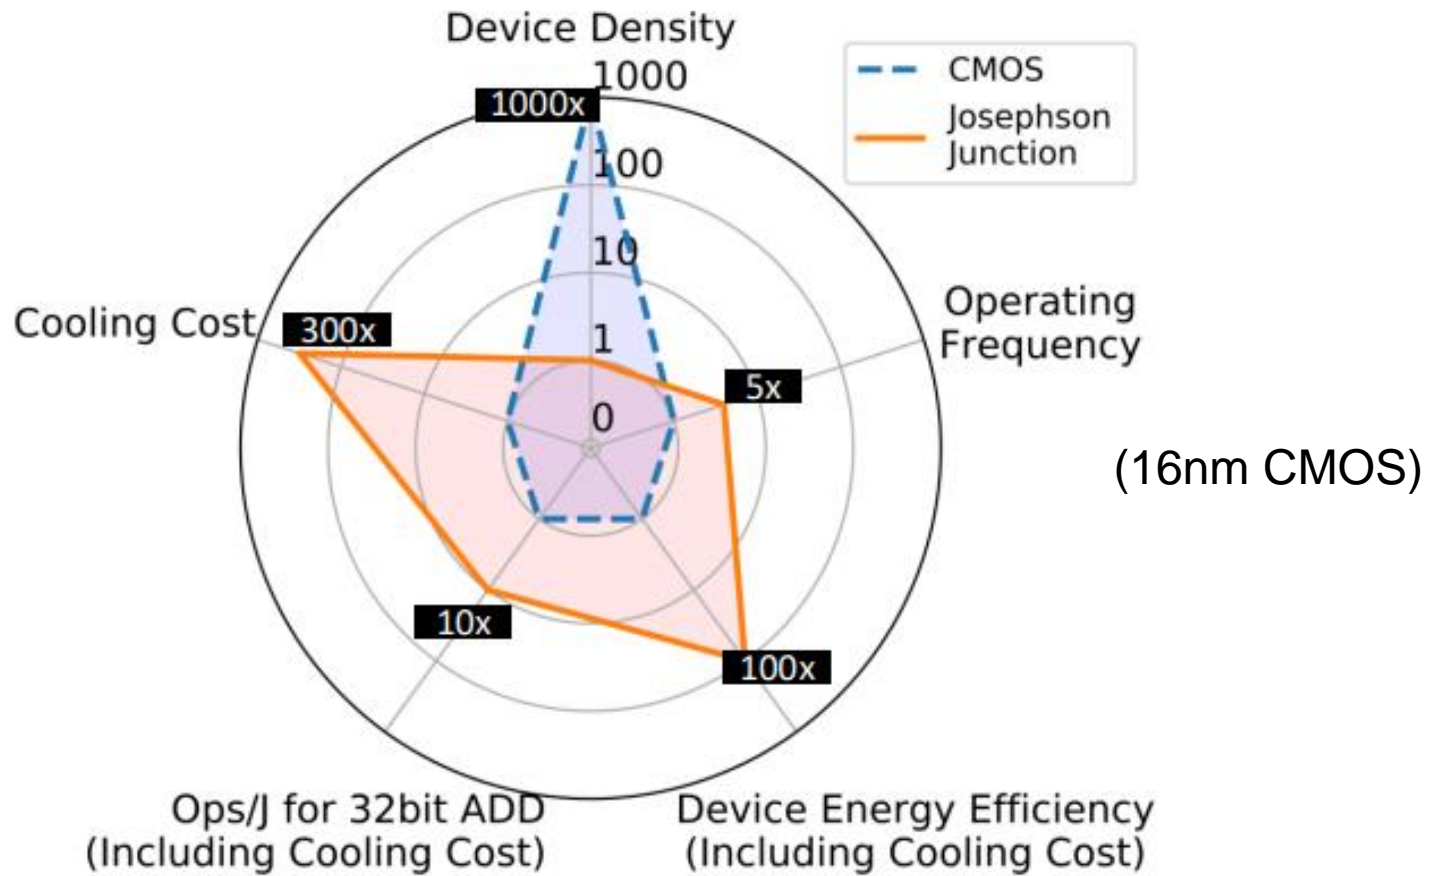 Device Density
1000
1000x
100
10
1
0
CMOS
Josephson
Junction
Cooling Cost
300x
Operating
Frequency
5x
(16nm CMOS)
10x
100x
Ops/J for 32bit ADD
(Including Cooling Cost)
Device Energy Efficiency
(Including Cooling Cost)